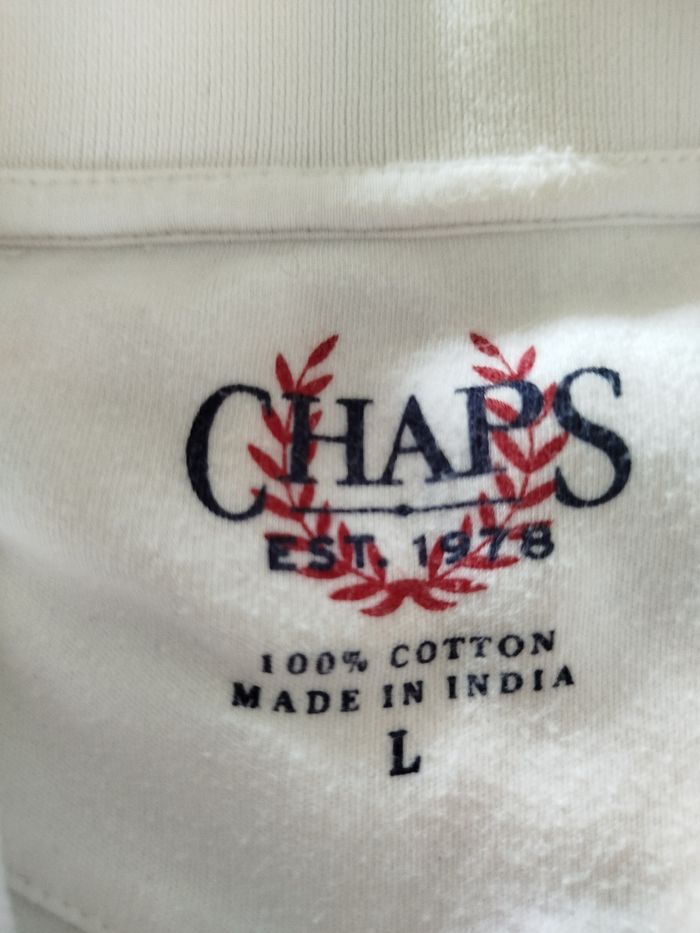 CHAPS
EST. 1978
100% COTTON
MADE IN INDIA
L